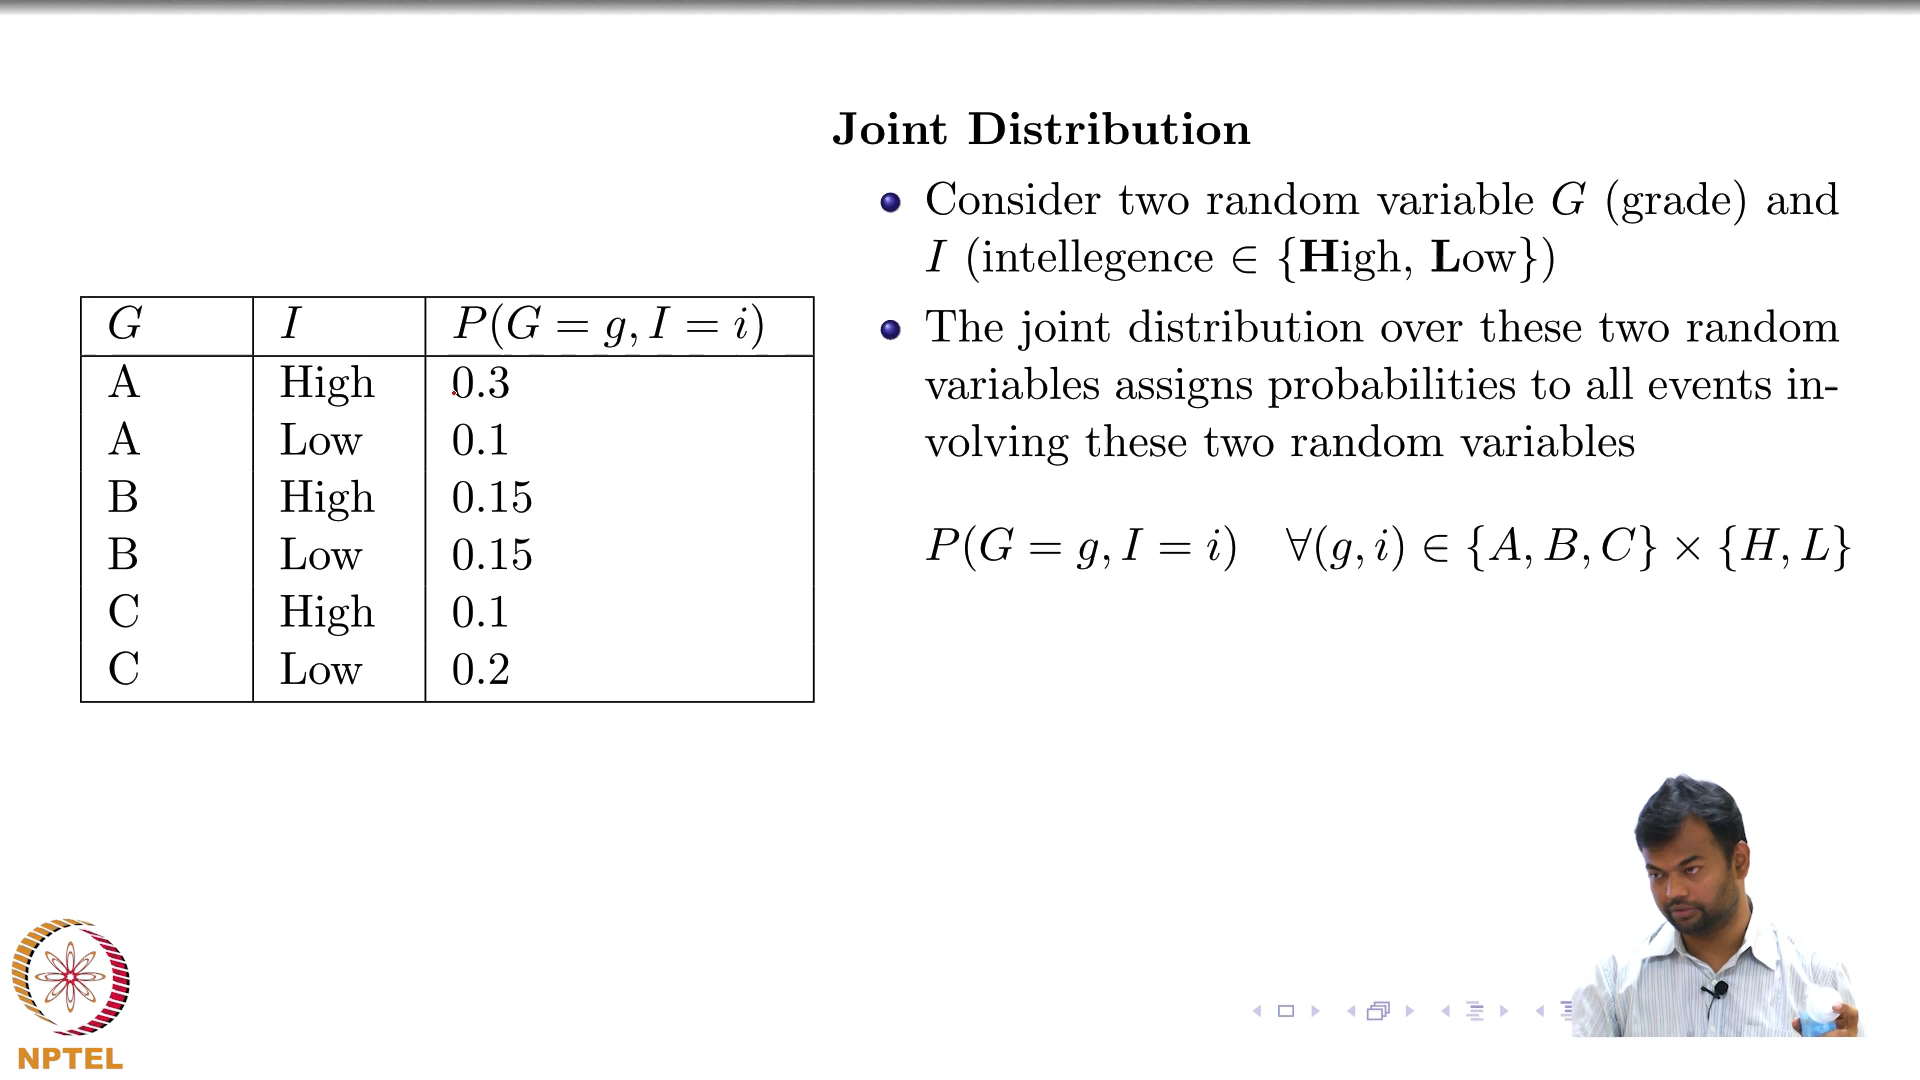 Joint Distribution
Consider two random variable G (grade) and
I (intellegence ∈ {High, Low})
The joint distribution over these two random
variables assigns probabilities to all events in-
volving these two random variables
P(G = g, I = i) ∀(g, i) ∈ {A, B, C} × {H, L}
G I P(G = g, I = i)
A High 0.3
A Low 0.1
B High 0.15
B Low 0.15
C High 0.1
C Low 0.2
NPTEL